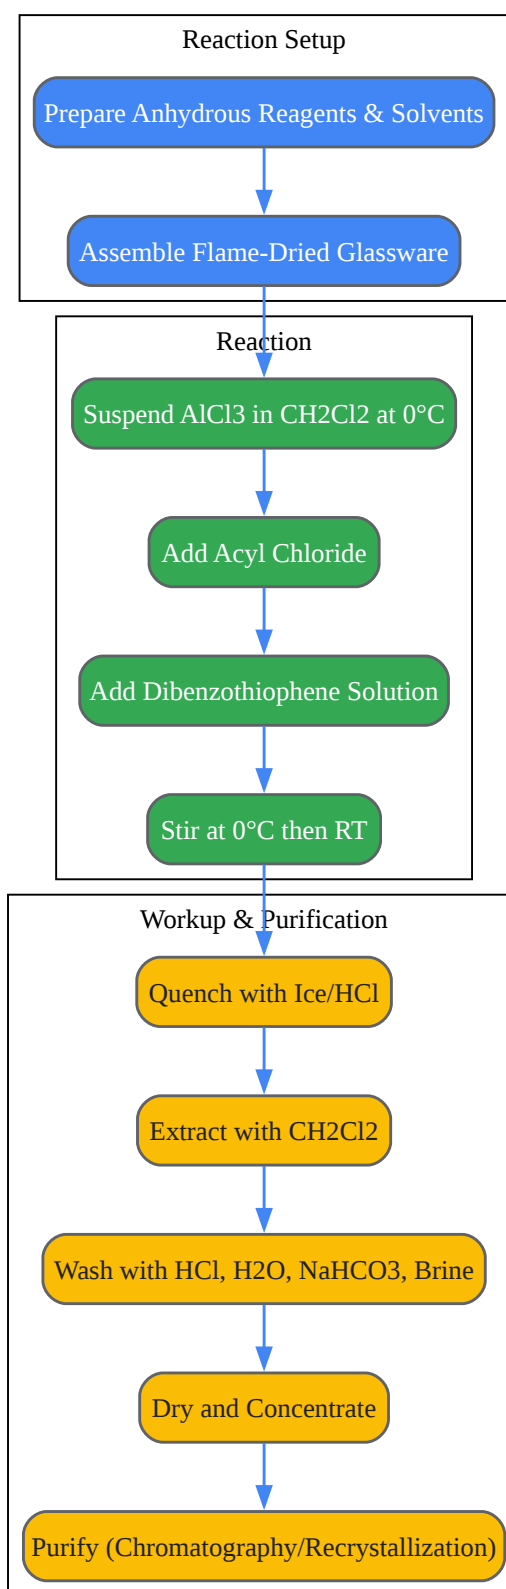 Reaction Setup
Prepare Anhydrous Reagents & Solvents
Assemble Flame-Dried Glassware
Reaction
Suspend AlCl3 in CH2Cl2 at 0°C
Add Acyl Chloride
Add Dibenzothiophene Solution
Stir at 0°C then RT
Workup & Purification
Quench with Ice/HCl
Extract with CH2Cl2
Wash with HCl, H2O, NaHCO3, Brine
Dry and Concentrate
Purify (Chromatography/Recrystallization)